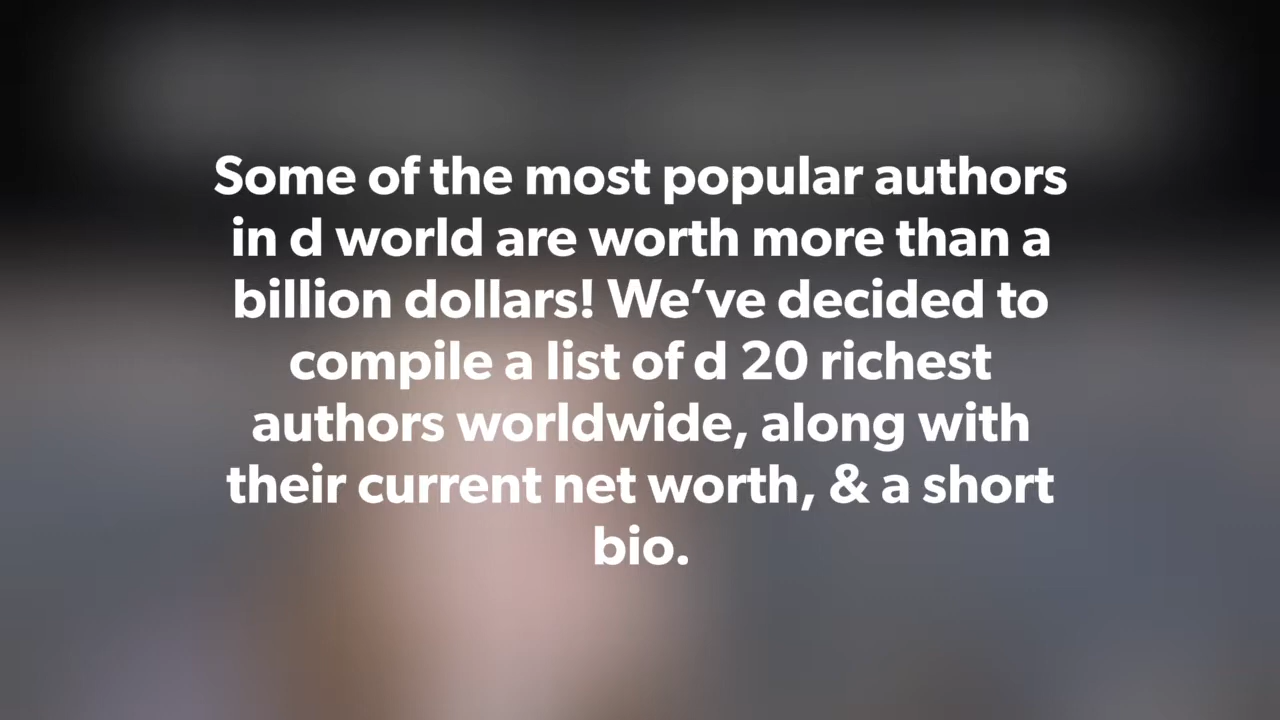 Some of the most popular authors
in d world are worth more than a
billion dollars! We’ve decided to
compile a list of d 20 richest
authors worldwide, along with
their current net worth, & a short
bio.